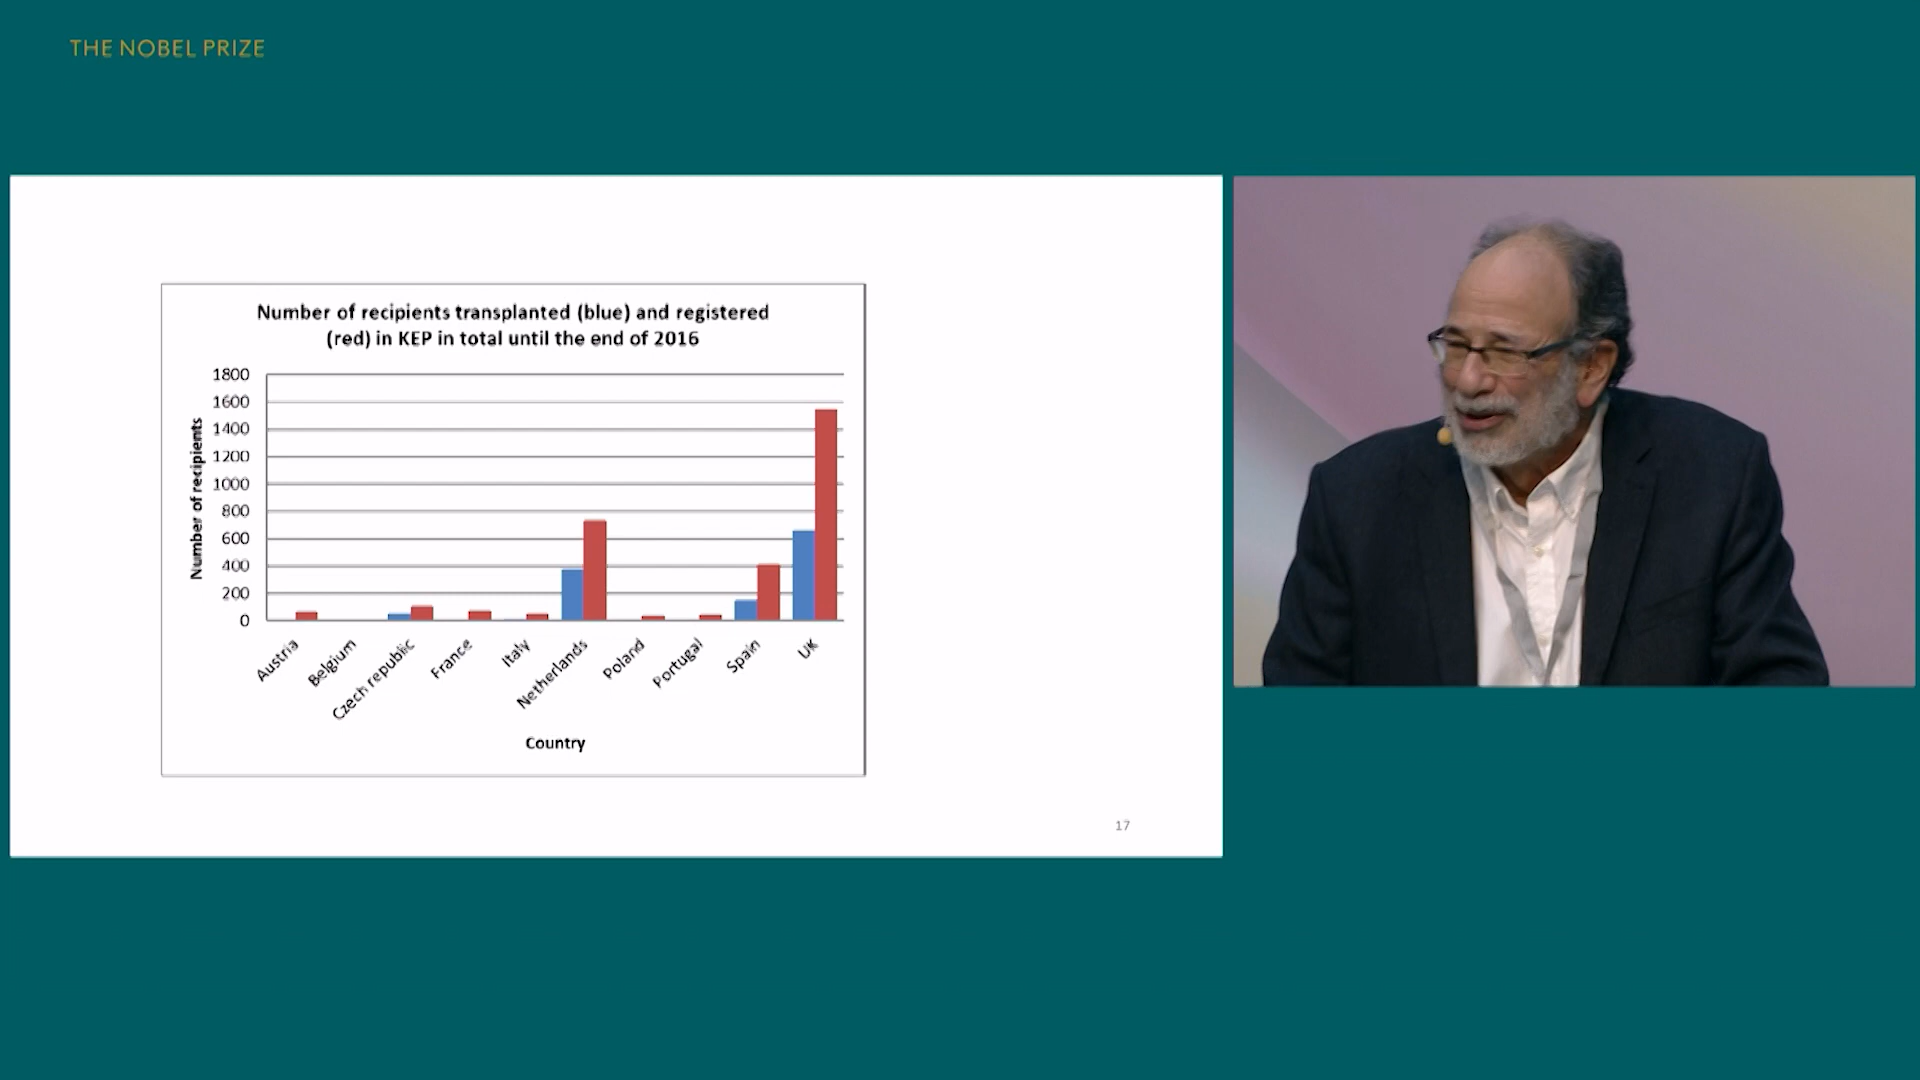 THE NOBEL PRIZE
Number of recipients transplanted (blue) and registered
(red) in KEP in total until the end of 2016
Number of recipients
1800
1600
1400
1200
1000
800
600
400
200
0
Austria
Belgium
Czech republic
France
Italy
Netherlands
Poland
Portugal
Spain
UK
Country
17